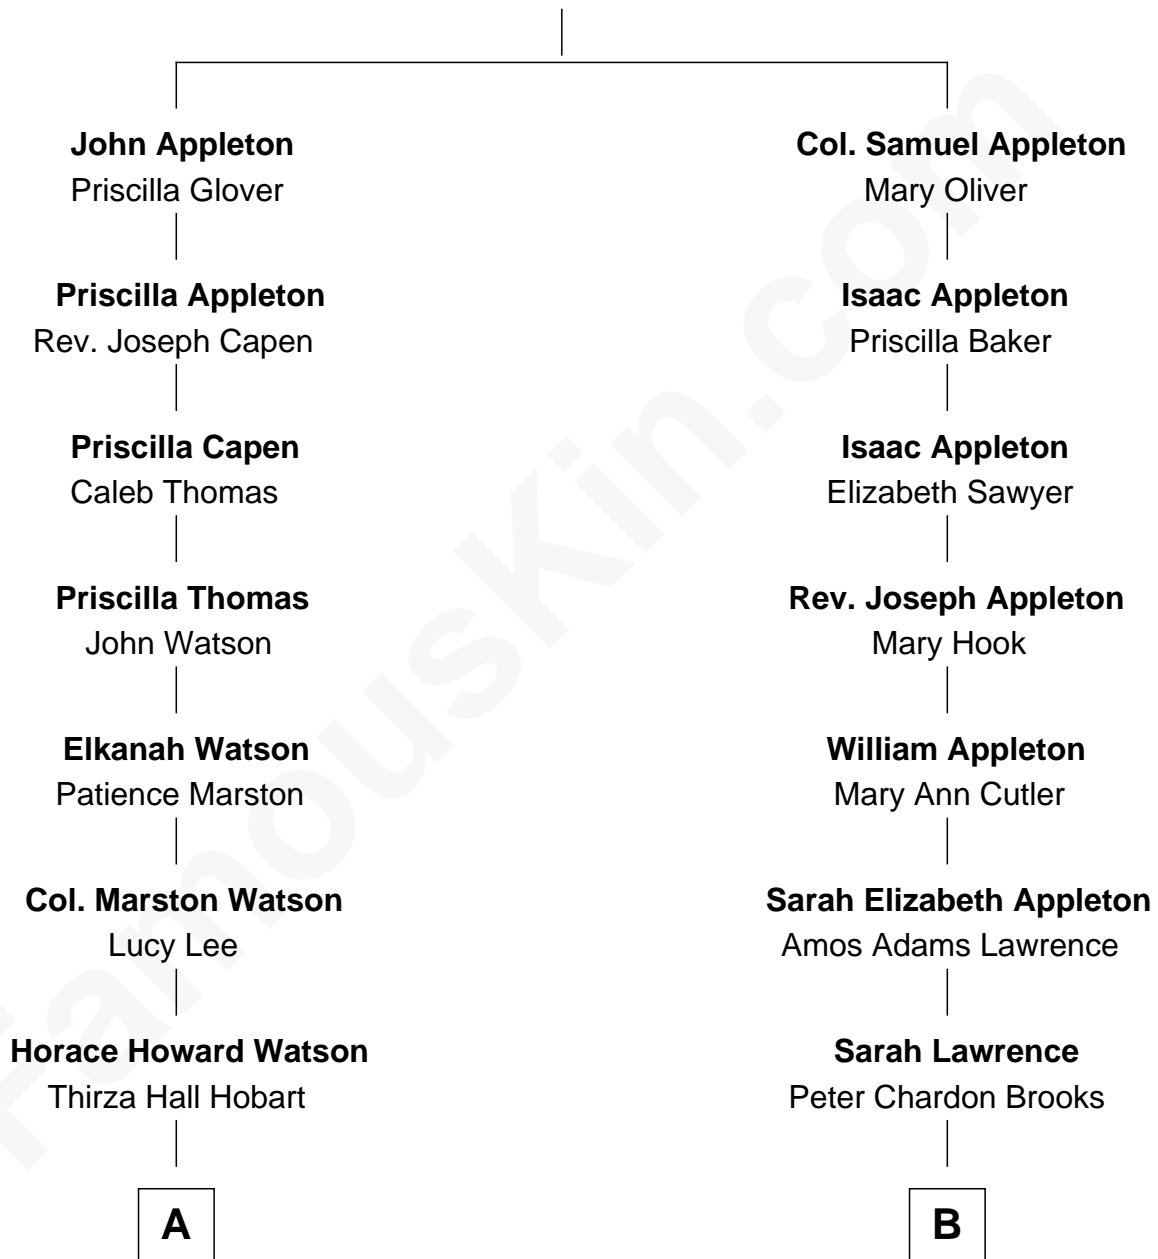 John Appleton
Priscilla Glover
Priscilla Appleton
Rev. Joseph Capen
Priscilla Capen
Caleb Thomas
Priscilla Thomas
John Watson
Elkanah Watson
Patience Marston
Col. Marston Watson
Lucy Lee
Horace Howard Watson
Thirza Hall Hobart
A
Col. Samuel Appleton
Mary Oliver
Isaac Appleton
Priscilla Baker
Isaac Appleton
Elizabeth Sawyer
Rev. Joseph Appleton
Mary Hook
William Appleton
Mary Ann Cutler
Sarah Elizabeth Appleton
Amos Adams Lawrence
Sarah Lawrence
Peter Chardon Brooks
B
FamousKin.com